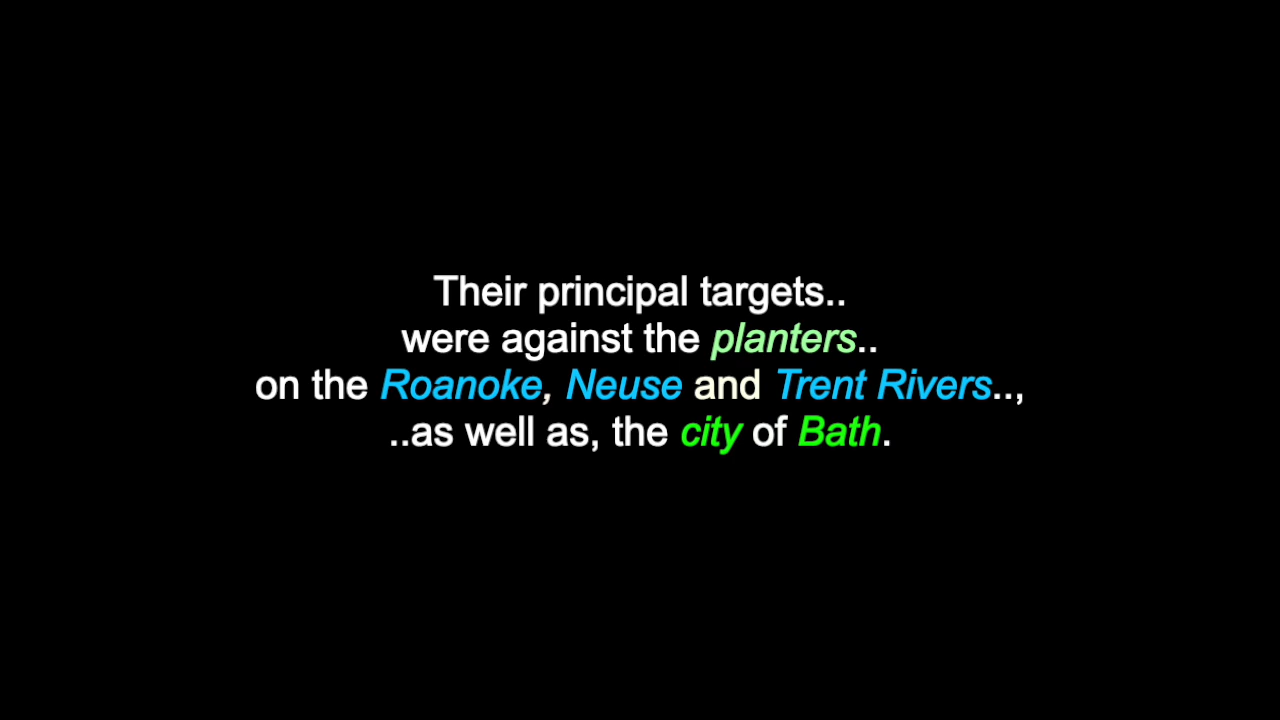 Their principal targets..
were against the planters..
on the Roanoke, Neuse and Trent Rivers..,
..as well as, the city of Bath.